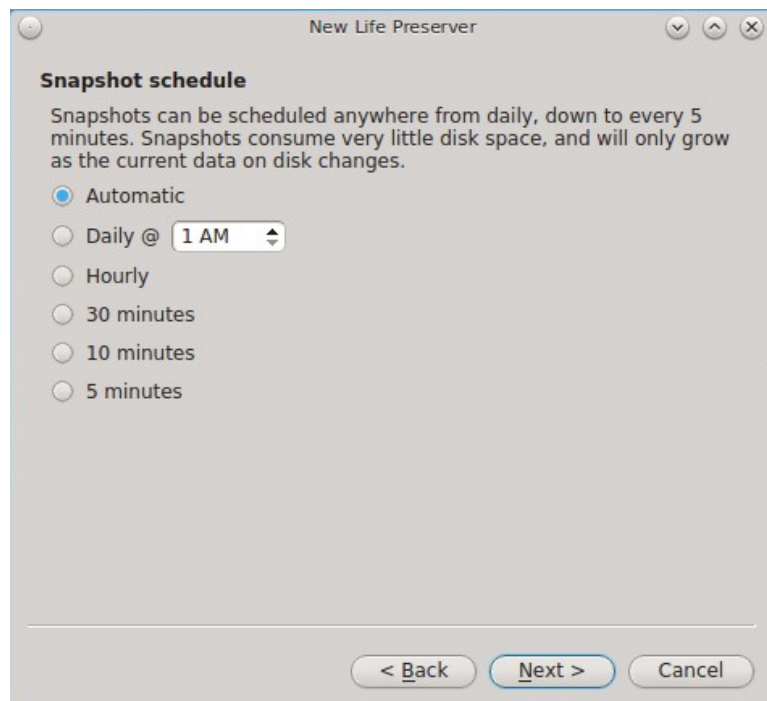 New Life Preserver
Snapshot schedule
Snapshots can be scheduled anywhere from daily, down to every 5
minutes. Snapshots consume very little disk space, and will only grow
as the current data on disk changes.
Automatic
Daily @ 1 AM
Hourly
30 minutes
10 minutes
5 minutes
< Back Next > Cancel